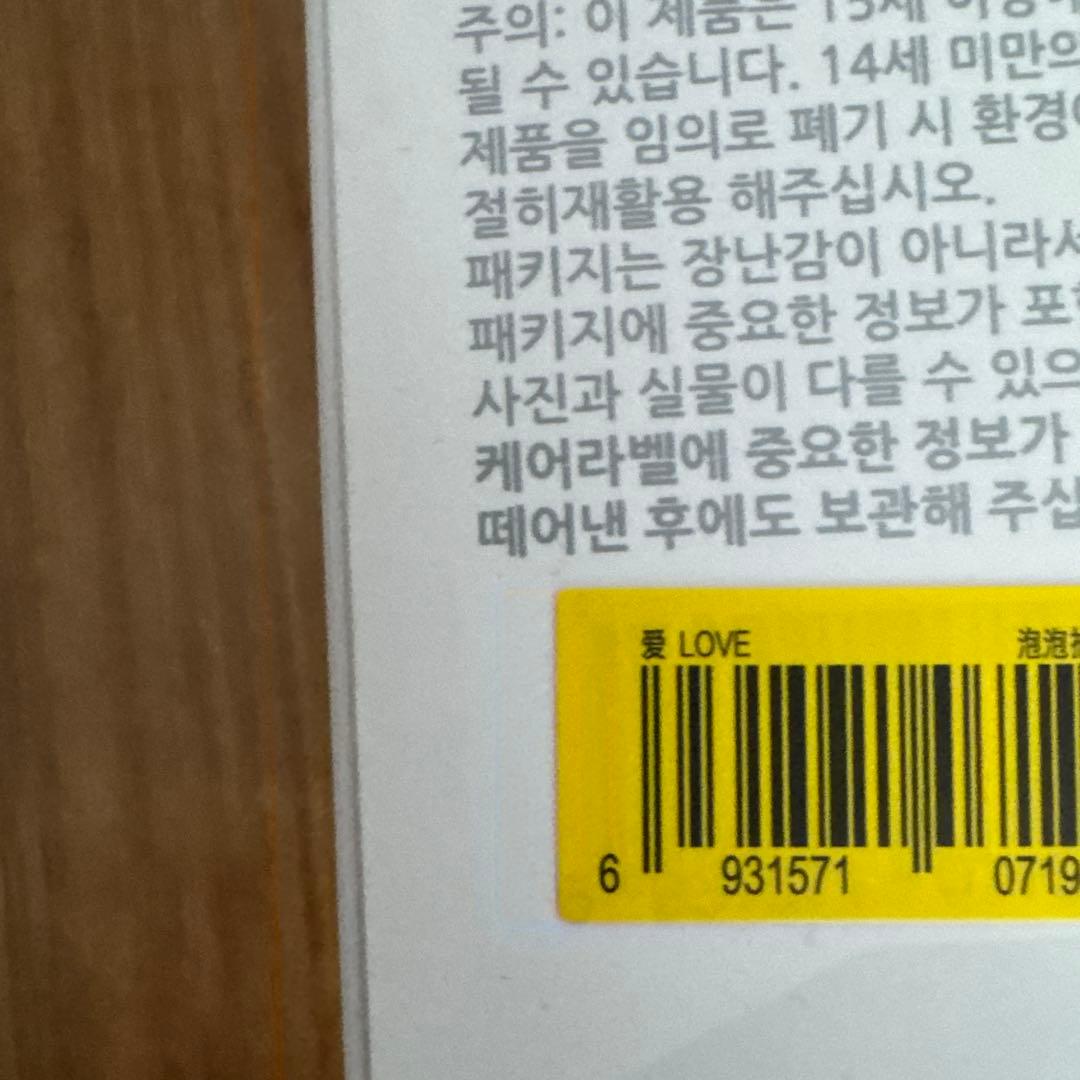 주의: 이 제품은 15세
될 수 있습니다. 14세 미만의
제품을 임의로 폐기 시 환경에
절히재활용 해주십시오.
패키지는 장난감이 아니라서
패키지에 중요한 정보가
사진과 실물이 다를 수 있으
케어라벨에 중요한 정보가
떼어낸 후에도 보관해 주십
爱 LOVE 泡泡
6 931571 0719